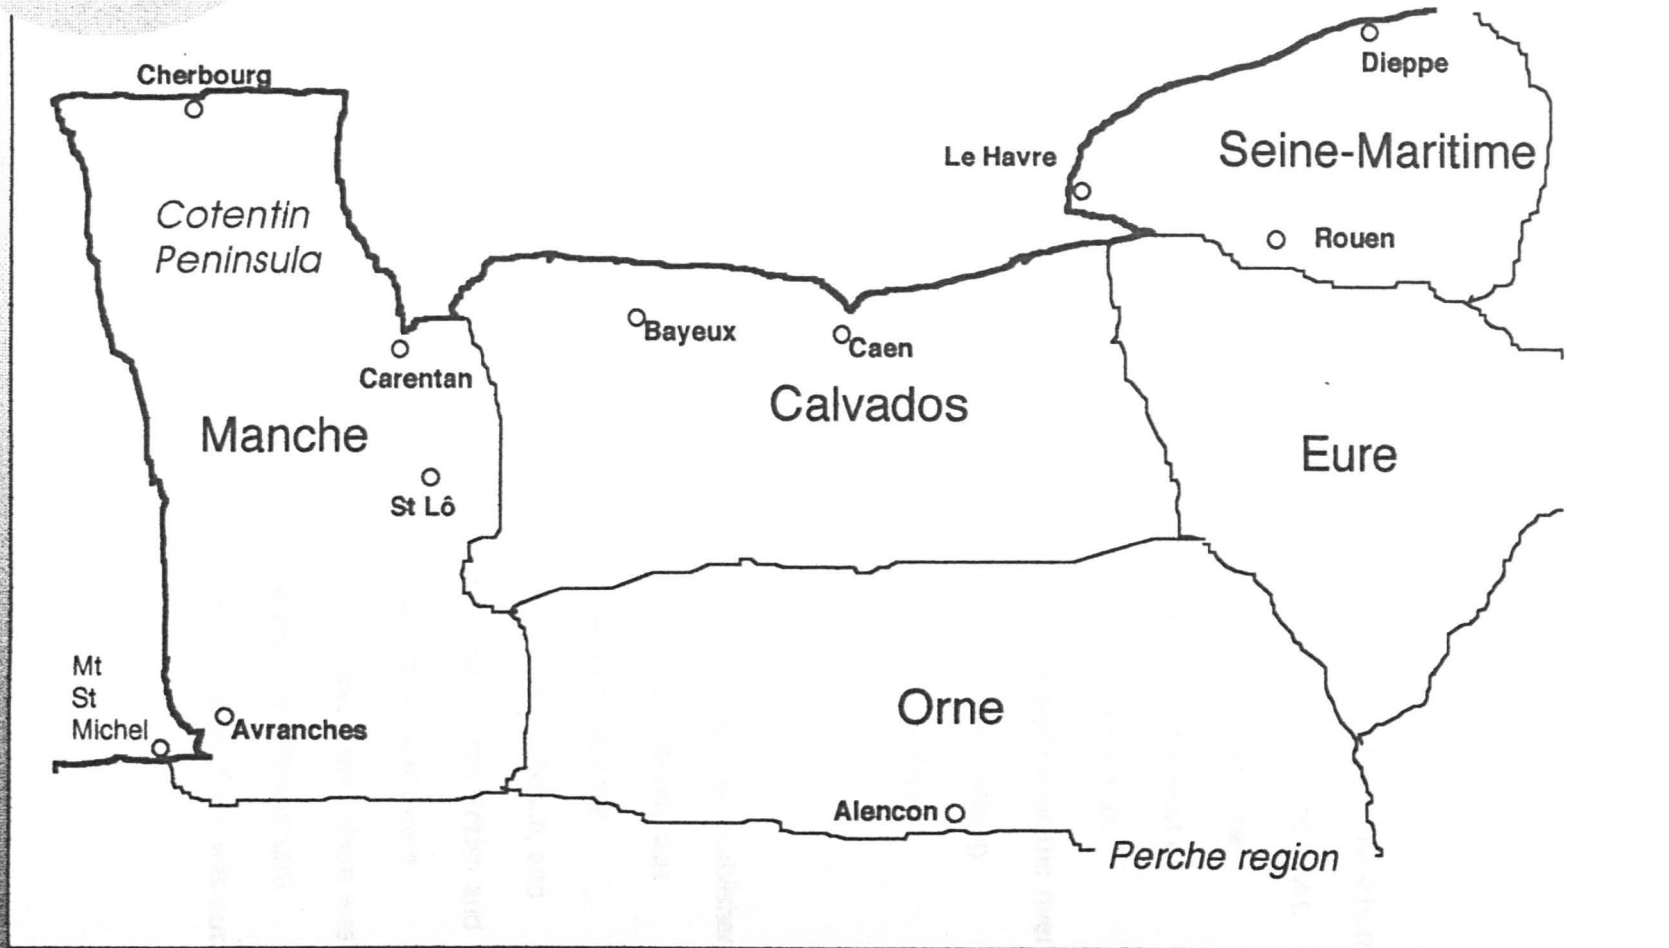 Dieppe
Cherbourg
Seine-Maritime
Le Havre
Cotentin
Peninsula
Rouen
Bayeux
Caen
Carentan
Calvados
Manche
Eure
St Lô
Mt
St
Michel
Avranches
Orne
Alencon
Perche region